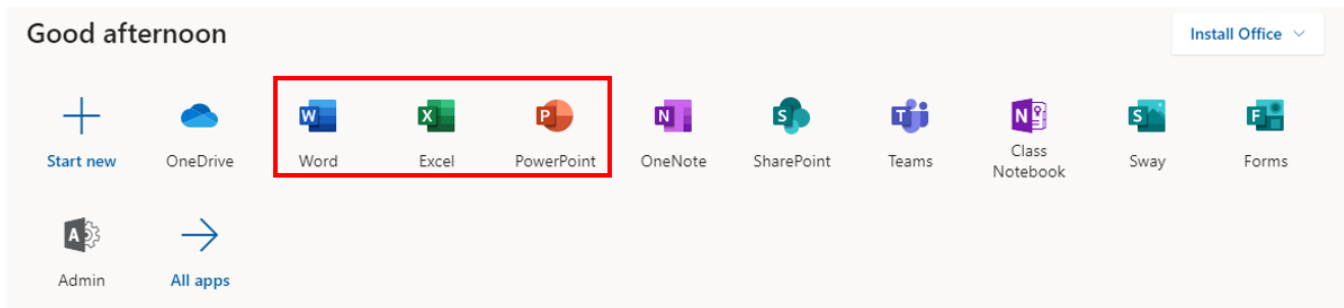 Good afternoon
Install Office
Start new
OneDrive
Word
Excel
PowerPoint
OneNote
SharePoint
Teams
Class
Notebook
Sway
Forms
Admin
All apps